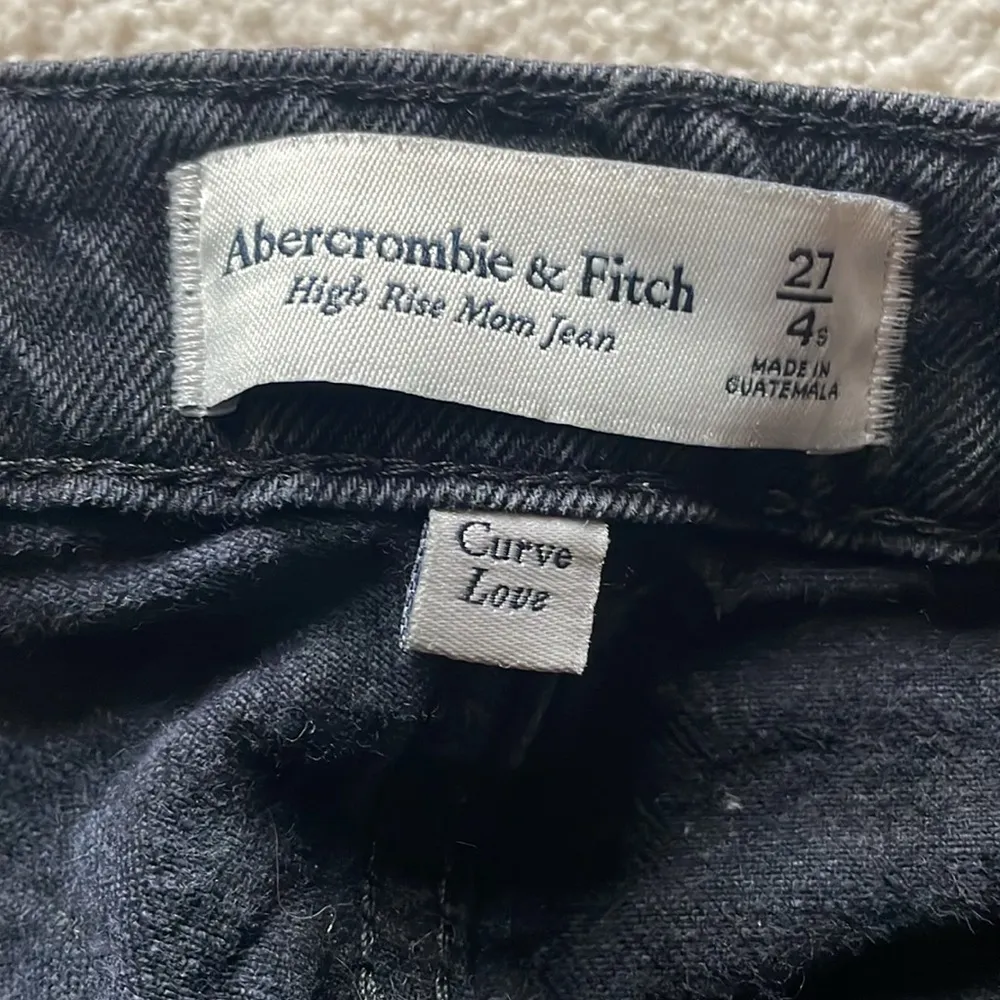 Abercrombie & Fitch
High Rise Mom Jean
27
4s
MADE IN
GUATEMALA
Curve
Love